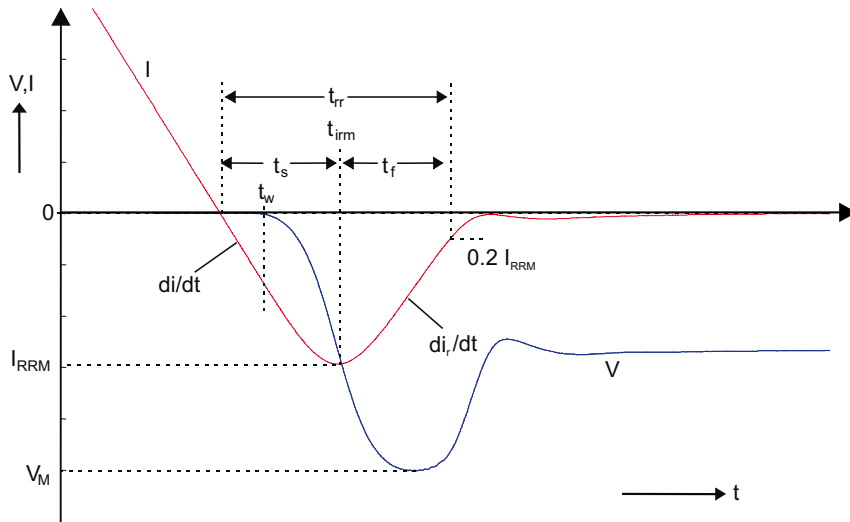 I
V,I
t_rr
t_irm
t_s
t_f
t_w
0
0.2 I_RRM
di/dt
di_r/dt
I_RRM
V
V_M
t